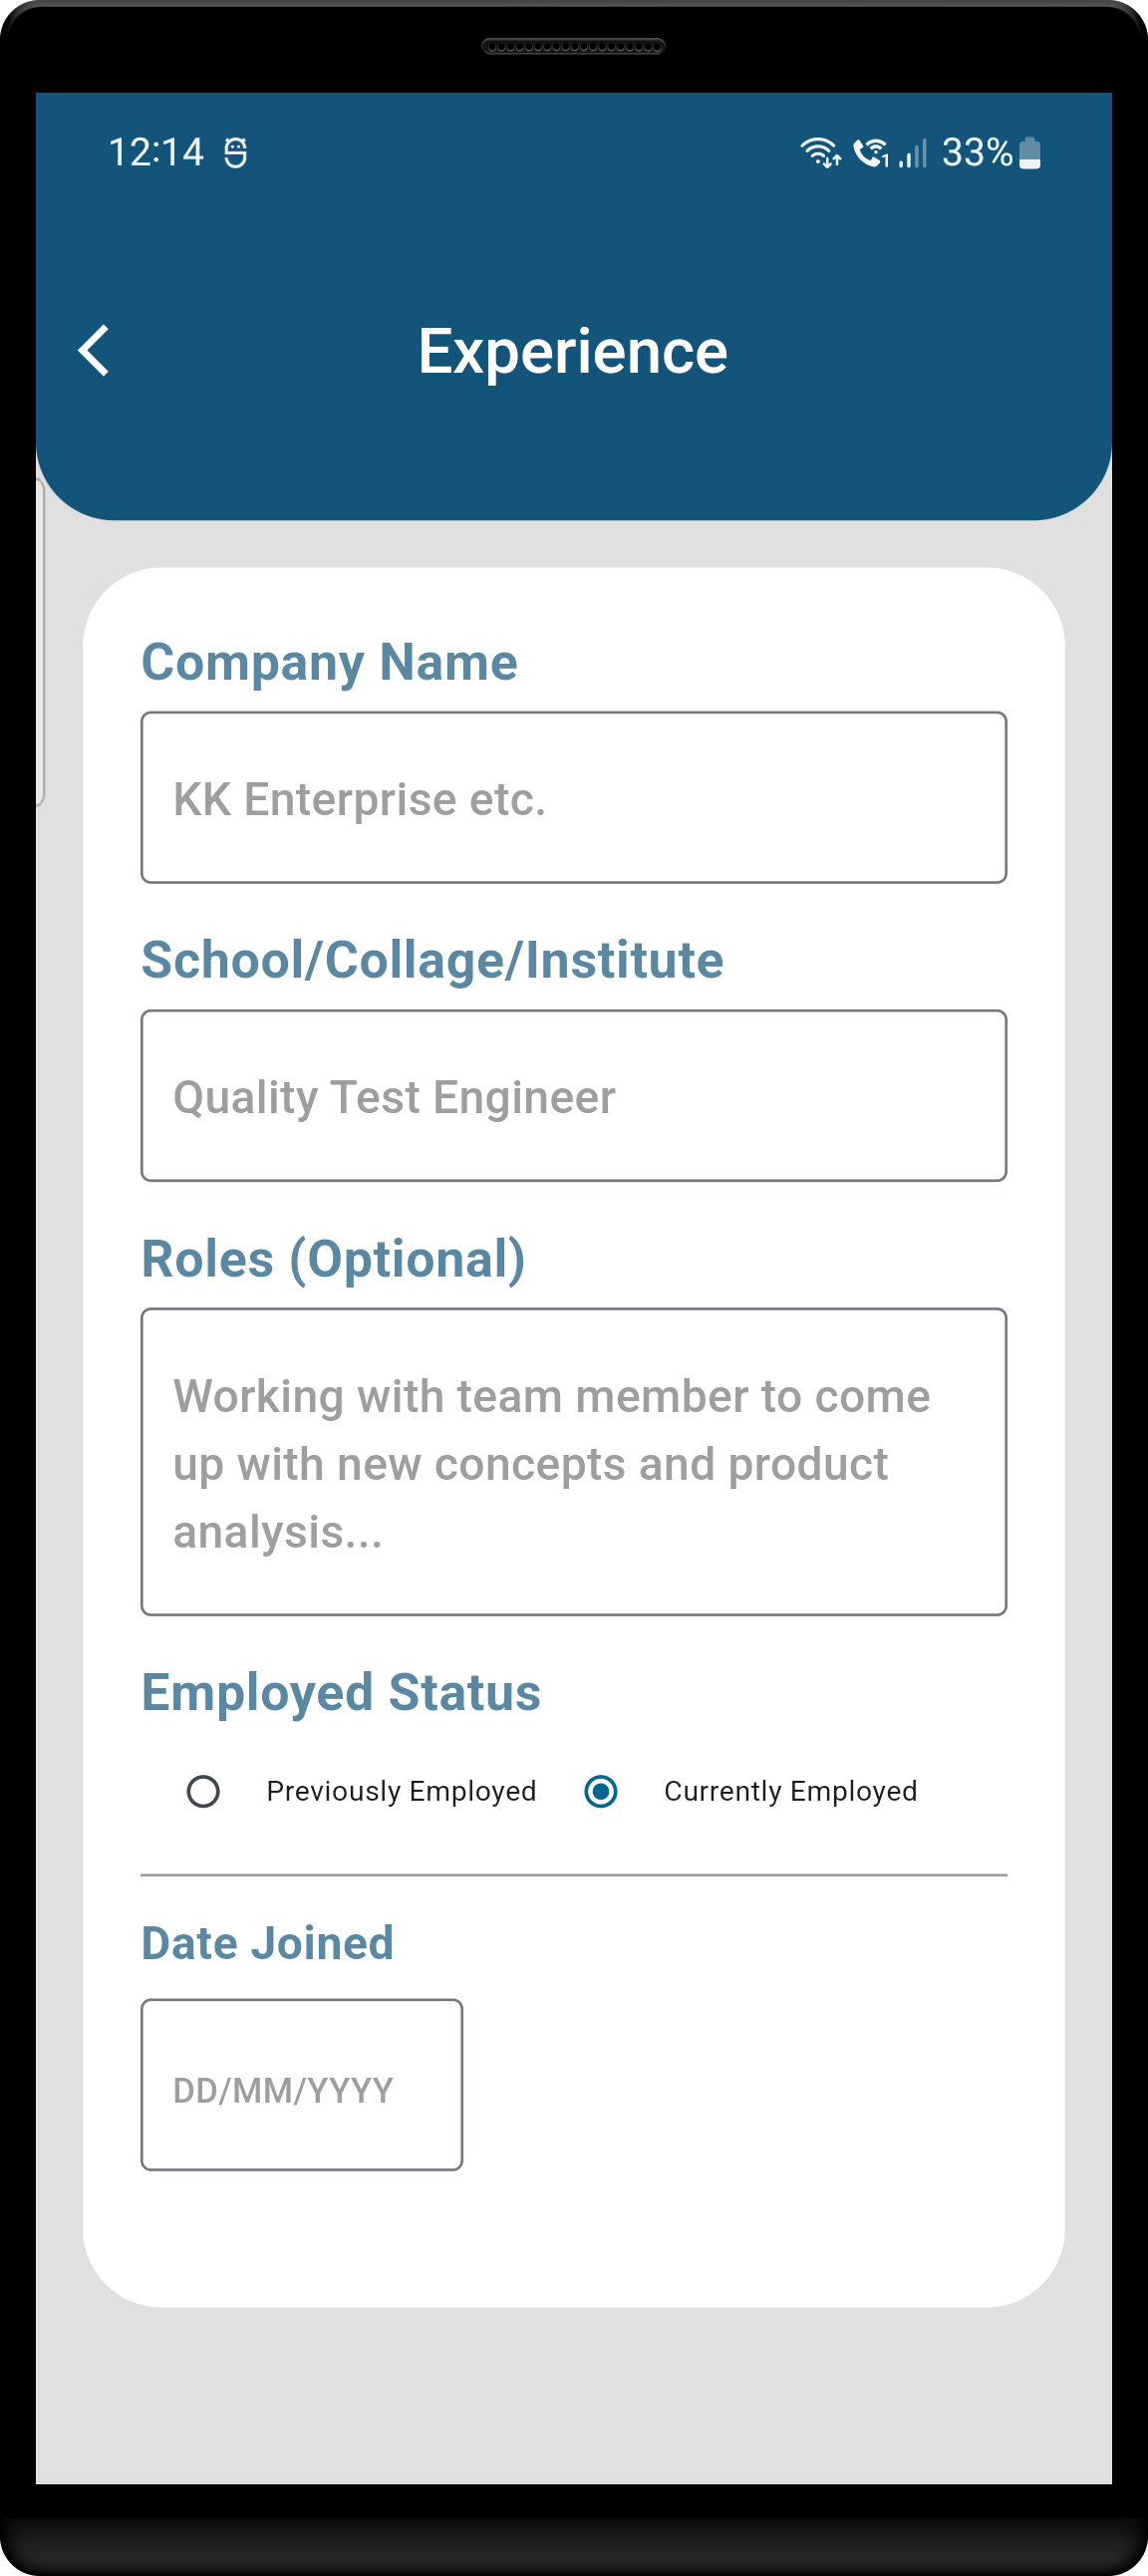 12:14 33%
Experience
Company Name
KK Enterprise etc.
School/Collage/Institute
Quality Test Engineer
Roles (Optional)
Working with team member to come
up with new concepts and product
analysis...
Employed Status
Previously Employed Currently Employed
Date Joined
DD/MM/YYYY